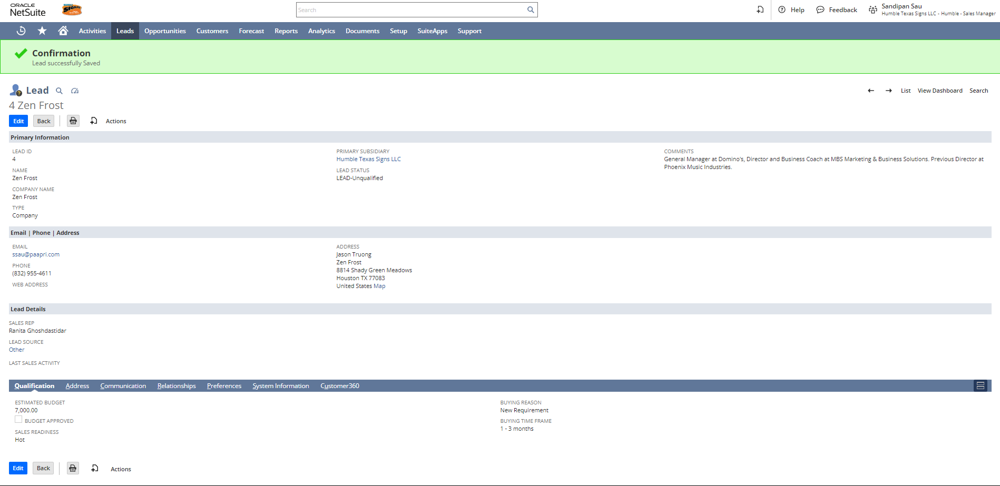 ORACLE
NetSuite
SIGNS
Search
Help
Feedback
Sandipan Sau
Humble Texas Signs LLC - Humble - Sales Manager
Activities
Leads
Opportunities
Customers
Forecast
Reports
Analytics
Documents
Setup
SuiteApps
Support
Confirmation
Lead successfully Saved
Lead
List
View Dashboard
Search
4 Zen Frost
Edit
Back
Actions
Primary Information
LEAD ID
4
NAME
Zen Frost
COMPANY NAME
Zen Frost
TYPE
Company
PRIMARY SUBSIDIARY
Humble Texas Signs LLC
LEAD STATUS
LEAD-Unqualified
COMMENTS
General Manager at Domino's, Director and Business Coach at MBS Marketing & Business Solutions. Previous Director at
Phoenix Music Industries.
Email | Phone | Address
EMAIL
ssau@paapri.com
PHONE
(832) 955-4611
WEB ADDRESS
ADDRESS
Jason Truong
Zen Frost
8814 Shady Green Meadows
Houston TX 77083
United States Map
Lead Details
SALES REP
Ranita Ghoshdastidar
LEAD SOURCE
Other
LAST SALES ACTIVITY
Qualification
Address
Communication
Relationships
Preferences
System Information
Customer360
ESTIMATED BUDGET
7,000.00
BUDGET APPROVED
SALES READINESS
Hot
BUYING REASON
New Requirement
BUYING TIME FRAME
1 - 3 months
Edit
Back
Actions